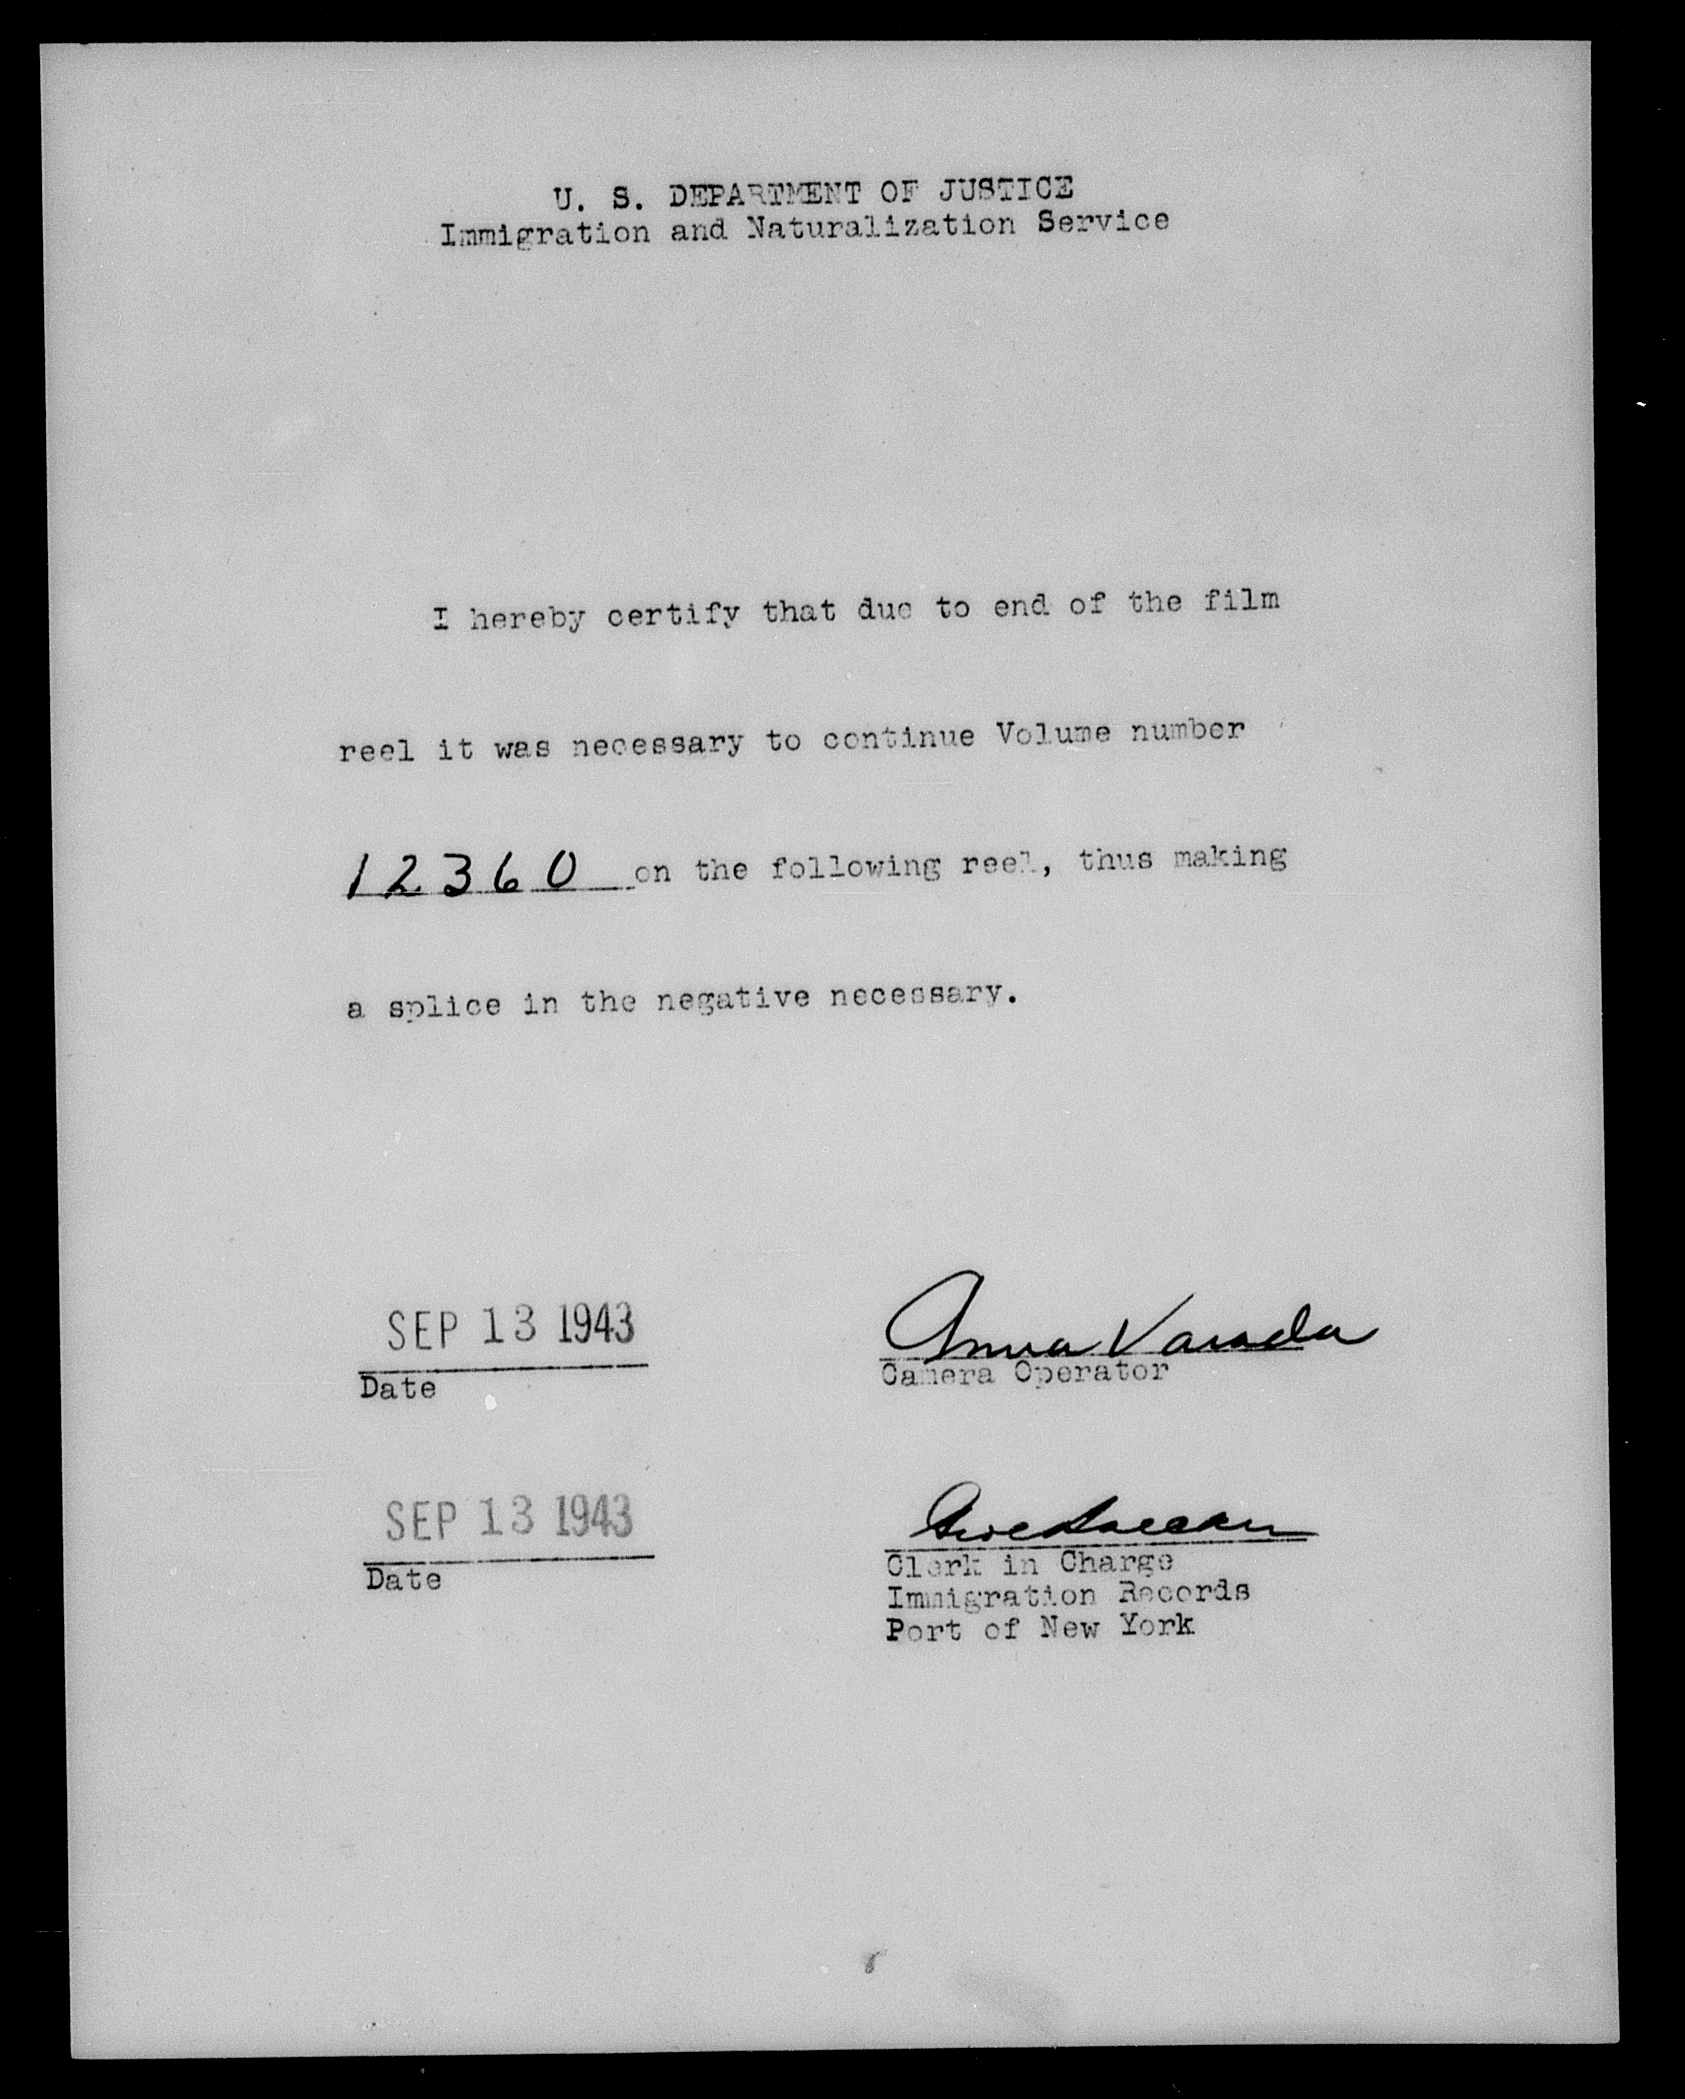 U. S. DEPARTMENT OF JUSTICE
Immigration and Naturalization Service
I hereby certify that due to end of the film
reel it was necessary to continue Volume number
12360 on the following reel, thus making
a splice in the negative necessary.
SEP 13 1943
Date
Anna Varada
Camera Operator
SEP 13 1943
Date
Clerk in Charge
Immigration Records
Port of New York